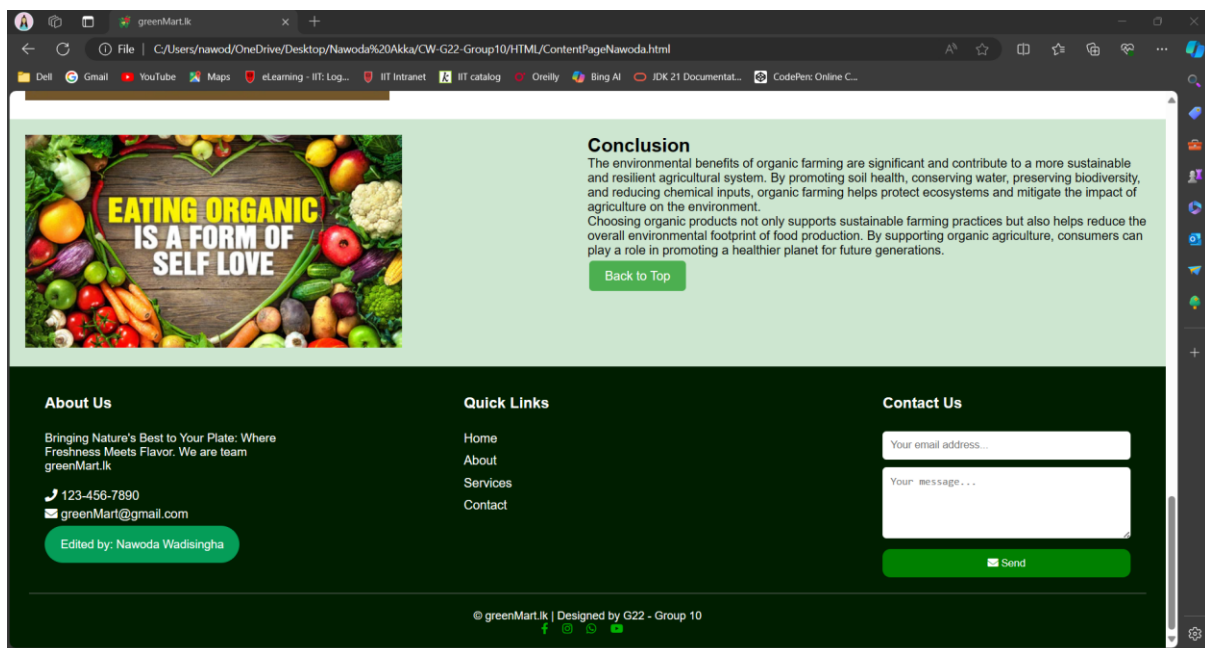 greenMart.lk
File | C:/Users/nawod/OneDrive/Desktop/Nawoda%20Akka/CW-G22-Group10/HTML/ContentPageNawoda.html
Dell Gmail YouTube Maps eLearning - IIT: Log... IIT Intranet IIT catalog Oreilly Bing AI JDK 21 Documentat... CodePen: Online C...
EATING ORGANIC
IS A FORM OF
SELF LOVE
Conclusion
The environmental benefits of organic farming are significant and contribute to a more sustainable
and resilient agricultural system. By promoting soil health, conserving water, preserving biodiversity,
and reducing chemical inputs, organic farming helps protect ecosystems and mitigate the impact of
agriculture on the environment.
Choosing organic products not only supports sustainable farming practices but also helps reduce the
overall environmental footprint of food production. By supporting organic agriculture, consumers can
play a role in promoting a healthier planet for future generations.
Back to Top
About Us
Bringing Nature's Best to Your Plate: Where
Freshness Meets Flavor. We are team
greenMart.lk
123-456-7890
greenMart@gmail.com
Edited by: Nawoda Wadisingha
Quick Links
Home
About
Services
Contact
Contact Us
Your email address...
Your message...
Send
© greenMart.lk | Designed by G22 - Group 10